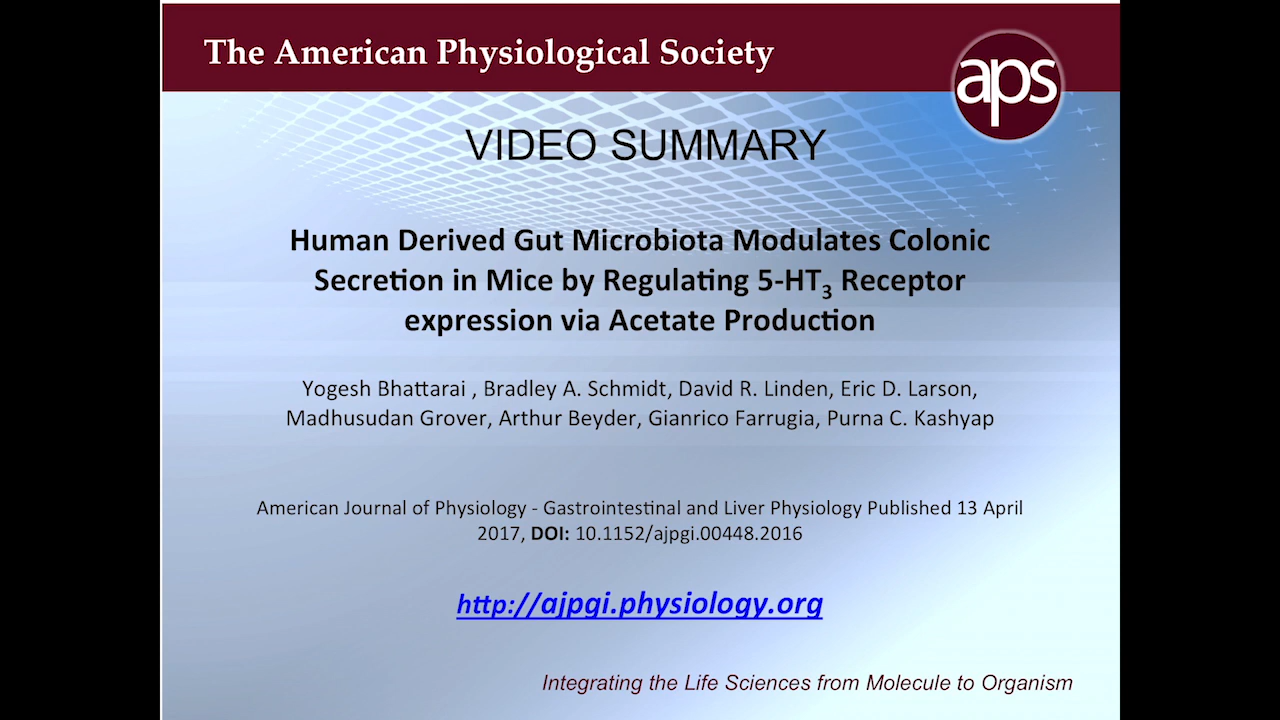 The American Physiological Society
aps
VIDEO SUMMARY
Human Derived Gut Microbiota Modulates Colonic
Secretion in Mice by Regulating 5-HT₃ Receptor
expression via Acetate Production
Yogesh Bhattarai , Bradley A. Schmidt, David R. Linden, Eric D. Larson,
Madhusudan Grover, Arthur Beyder, Gianrico Farrugia, Purna C. Kashyap
American Journal of Physiology - Gastrointestinal and Liver Physiology Published 13 April
2017, DOI: 10.1152/ajpgi.00448.2016
http://ajpgi.physiology.org
Integrating the Life Sciences from Molecule to Organism